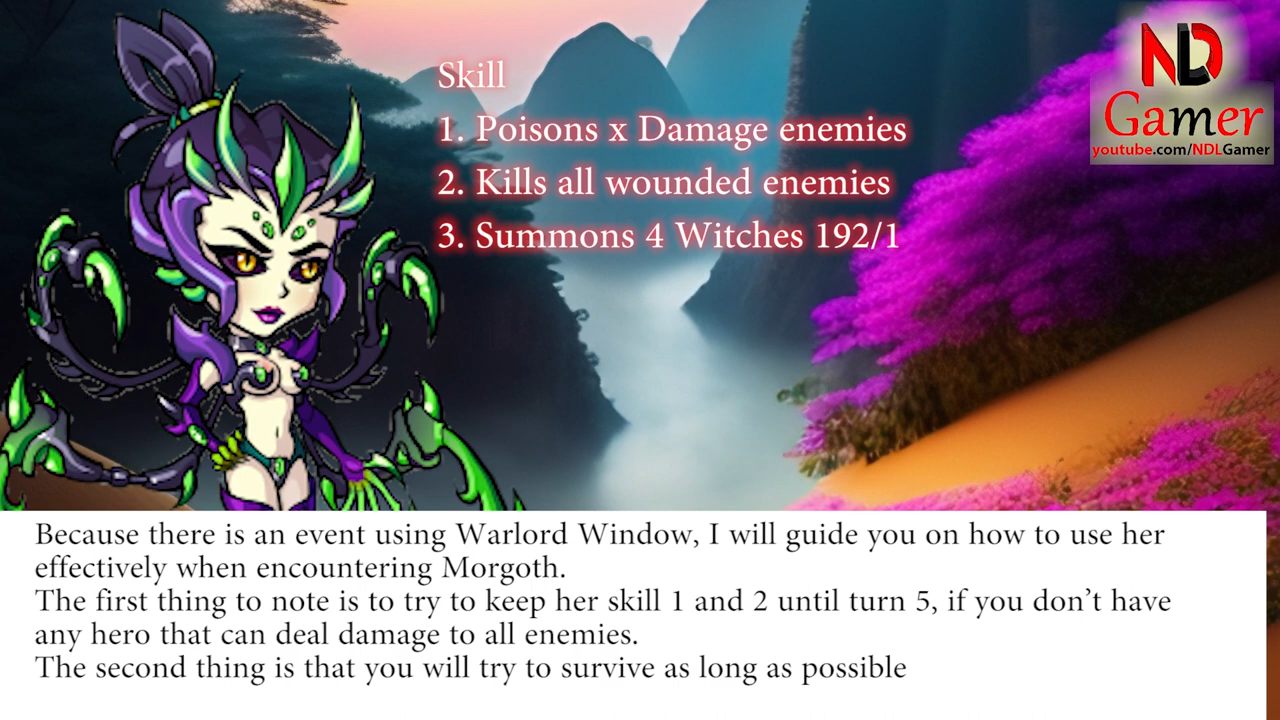 Skill
1. Poisons x Damage enemies
2. Kills all wounded enemies
3. Summons 4 Witches 192/1
NLD
Gamer
youtube.com/NDLGamer
Because there is an event using Warlord Window, I will guide you on how to use her
effectively when encountering Morgoth.
The first thing to note is to try to keep her skill 1 and 2 until turn 5, if you don’t have
any hero that can deal damage to all enemies.
The second thing is that you will try to survive as long as possible